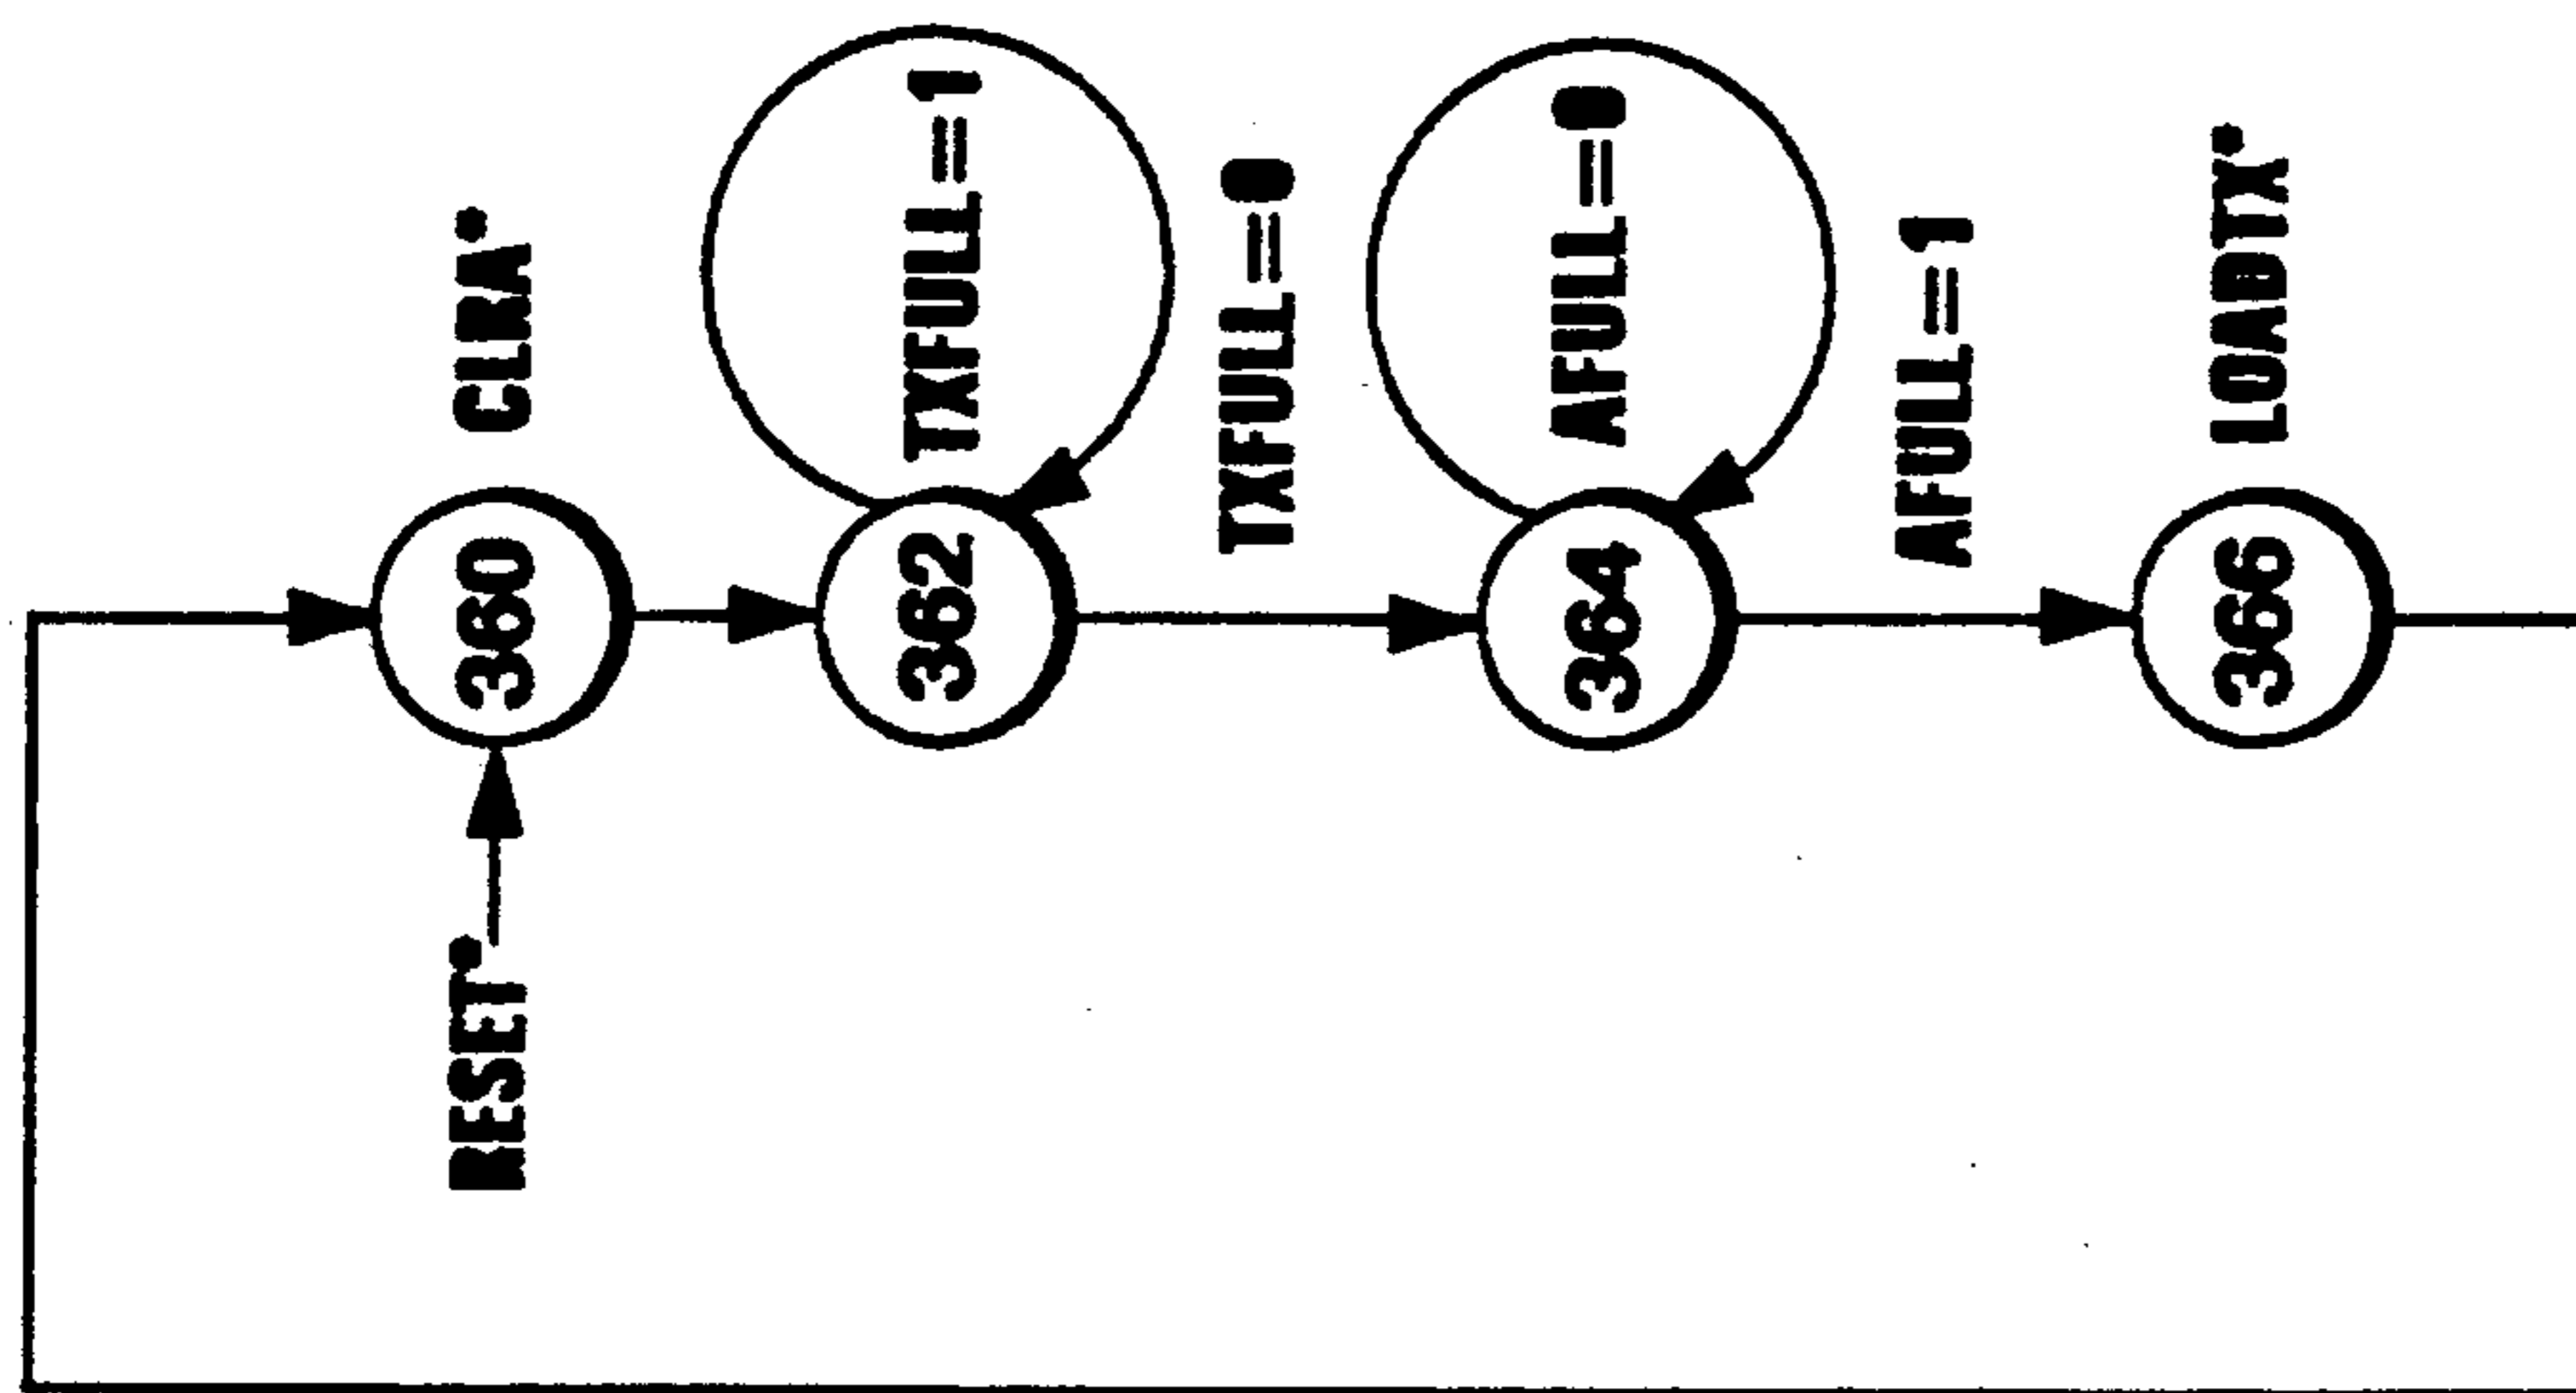 RESET*
360
CLRA*
362
TXFULL=1
TXFULL=0
364
AFULL=0
AFULL=1
366
LOADTX*